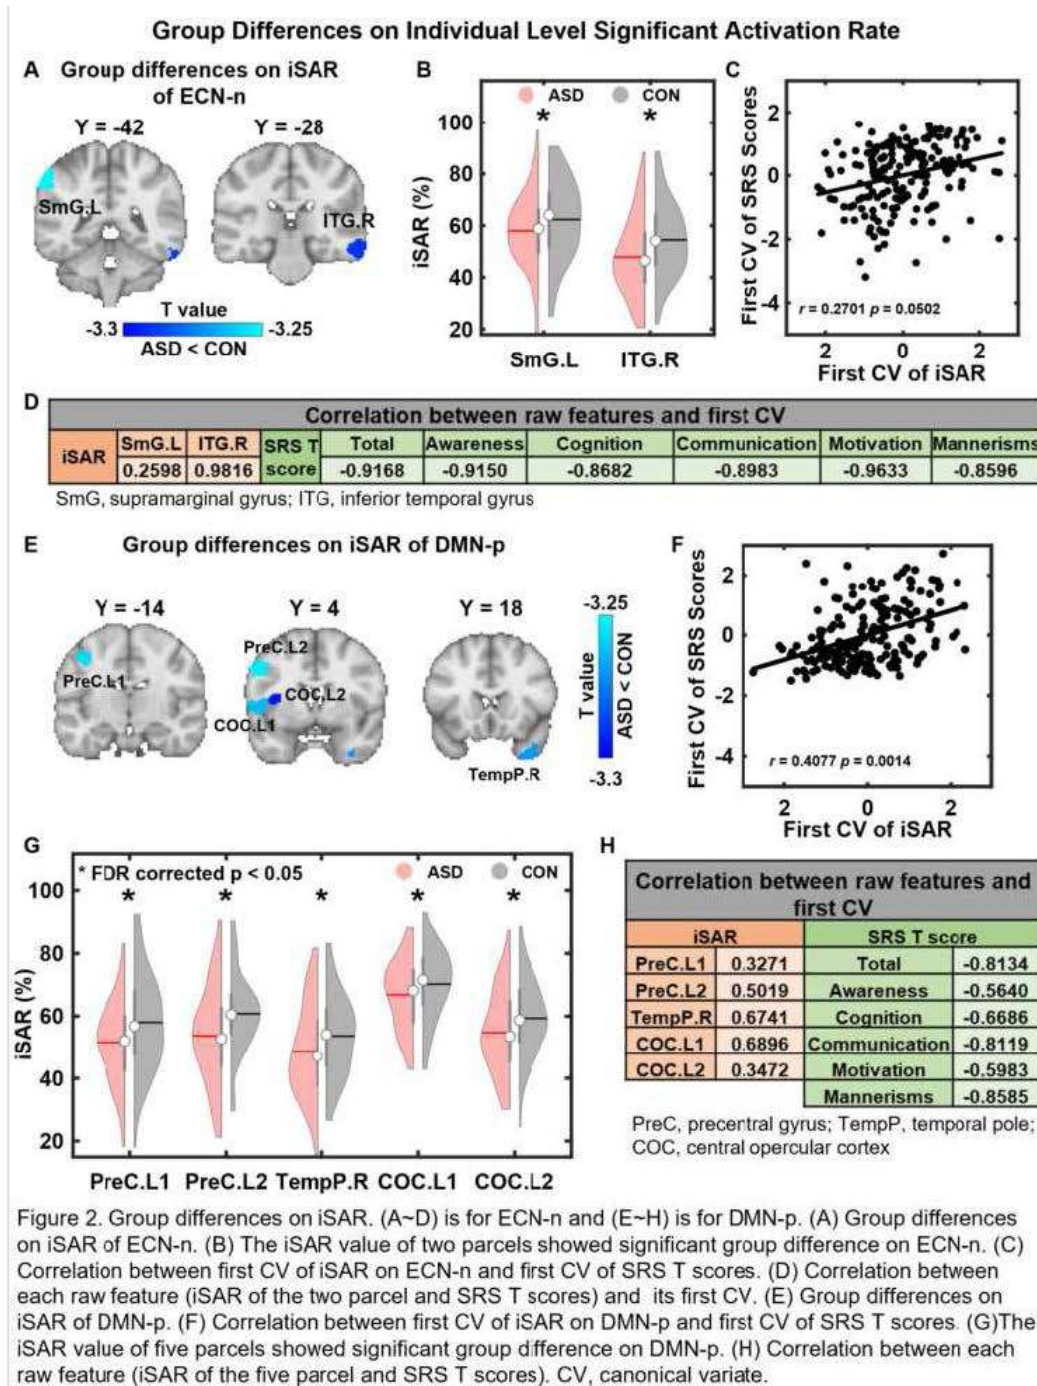 Group Differences on Individual Level Significant Activation Rate
A Group differences on iSAR
of ECN-n
Y = -42 Y = -28
SmG.L
ITG.R
T value
-3.3 -3.25
ASD < CON
B
ASD CON
* *
100
80
60
40
20
iSAR (%)
SmG.L ITG.R
C
First CV of SRS Scores
2
0
-2
-4
r = 0.2701 p = 0.0502
2 0 2
First CV of iSAR
D
Correlation between raw features and first CV
iSAR SmG.L ITG.R SRS T score Total Awareness Cognition Communication Motivation Mannerisms
0.2598 0.9816 -0.9168 -0.9150 -0.8682 -0.8983 -0.9633 -0.8596
SmG, supramarginal gyrus; ITG, inferior temporal gyrus
E Group differences on iSAR of DMN-p
Y = -14 Y = 4 Y = 18
PreC.L1
PreC.L2
COC.L2
COC.L1
TempP.R
-3.25
T value
ASD < CON
-3.3
F
First CV of SRS Scores
2
0
-2
-4
r = 0.4077 p = 0.0014
2 0 2
First CV of iSAR
G
* FDR corrected p < 0.05 ASD CON
* * * * *
100
80
60
40
20
iSAR (%)
PreC.L1 PreC.L2 TempP.R COC.L1 COC.L2
H
Correlation between raw features and
first CV
iSAR SRS T score
PreC.L1 0.3271 Total -0.8134
PreC.L2 0.5019 Awareness -0.5640
TempP.R 0.6741 Cognition -0.6686
COC.L1 0.6896 Communication -0.8119
COC.L2 0.3472 Motivation -0.5983
Mannerisms -0.8585
PreC, precentral gyrus; TempP, temporal pole;
COC, central opercular cortex
Figure 2. Group differences on iSAR. (A~D) is for ECN-n and (E~H) is for DMN-p. (A) Group differences
on iSAR of ECN-n. (B) The iSAR value of two parcels showed significant group difference on ECN-n. (C)
Correlation between first CV of iSAR on ECN-n and first CV of SRS T scores. (D) Correlation between
each raw feature (iSAR of the two parcel and SRS T scores) and its first CV. (E) Group differences on
iSAR of DMN-p. (F) Correlation between first CV of iSAR on DMN-p and first CV of SRS T scores. (G)The
iSAR value of five parcels showed significant group difference on DMN-p. (H) Correlation between each
raw feature (iSAR of the five parcel and SRS T scores). CV, canonical variate.